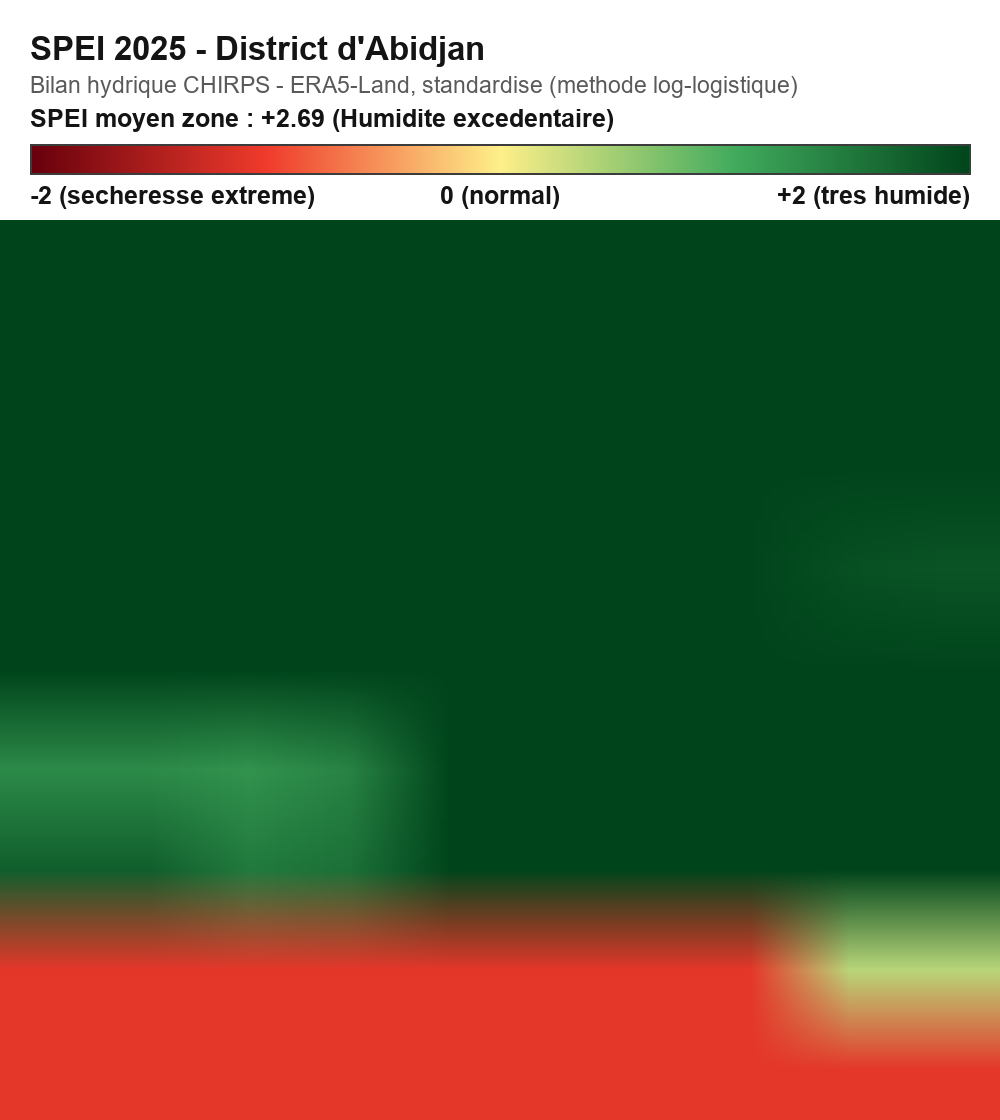 SPEI 2025 - District d'Abidjan
Bilan hydrique CHIRPS - ERA5-Land, standardise (methode log-logistique)
SPEI moyen zone : +2.69 (Humidite excedentaire)
-2 (secheresse extreme) 0 (normal) +2 (tres humide)